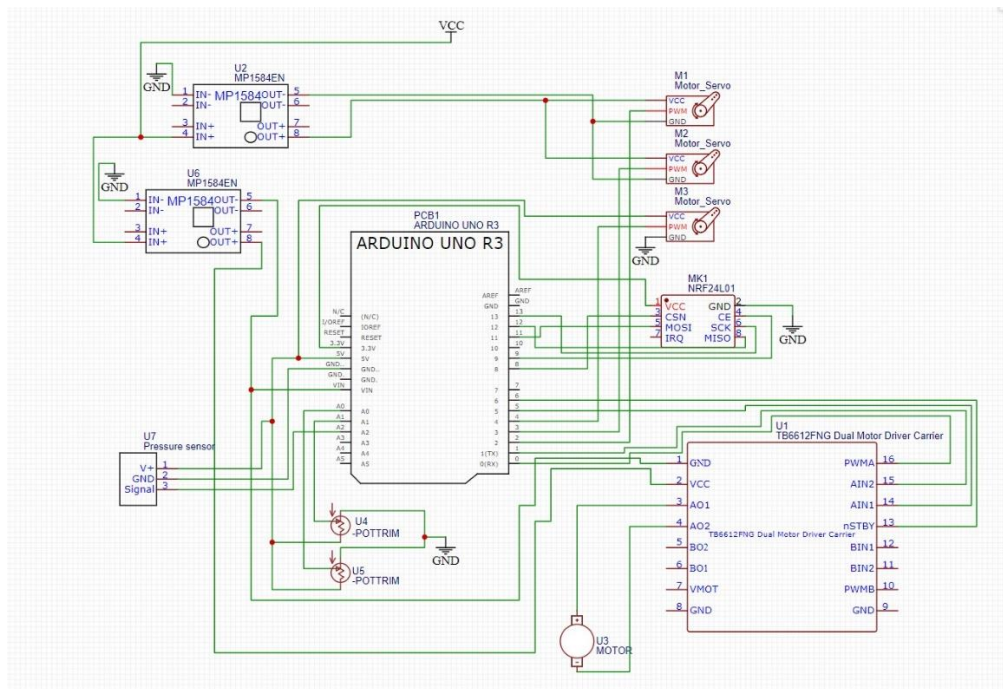 VCC
U2
MP1584EN
GND
1 IN- MP1584 OUT- 5
2 IN- OUT- 6
3 IN+ OUT+ 7
4 IN+ OUT+ 8
U6
MP1584EN
GND
1 IN- MP1584 OUT- 5
2 IN- OUT- 6
3 IN+ OUT+ 7
4 IN+ OUT+ 8
M1
Motor_Servo
VCC
PWM
GND
M2
Motor_Servo
VCC
PWM
GND
M3
Motor_Servo
VCC
PWM
GND
GND
PCB1
ARDUINO UNO R3
ARDUINO UNO R3
AREF AREF
GND GND
N/C (N/C) 13 13
I/OREF IOREF 12 12
RESET RESET 11 11
3.3V 3.3V 10 10
5V 5V 9 9
GND.. GND.. 8 8
GND. GND.
VIN VIN 7 7
6 6
A0 A0 5 5
A1 A1 4 4
A2 A2 3 3
A3 A3 2 2
A4 A4 1(TX) 1
A5 A5 0(RX) 0
MK1
NRF24L01
1 VCC GND 2
3 CSN CE 4
5 MOSI SCK 6
7 IRQ MISO 8
GND
U7
Pressure sensor
V+ 1
GND 2
Signal 3
U4
-POTTRIM
U5
-POTTRIM
GND
U1
TB6612FNG Dual Motor Driver Carrier
1 GND PWMA 16
2 VCC AIN2 15
3 AO1 AIN1 14
4 AO2 nSTBY 13
TB6612FNG Dual Motor Driver Carrier
5 BO2 BIN1 12
6 BO1 BIN2 11
7 VMOT PWMB 10
8 GND GND 9
U3
MOTOR